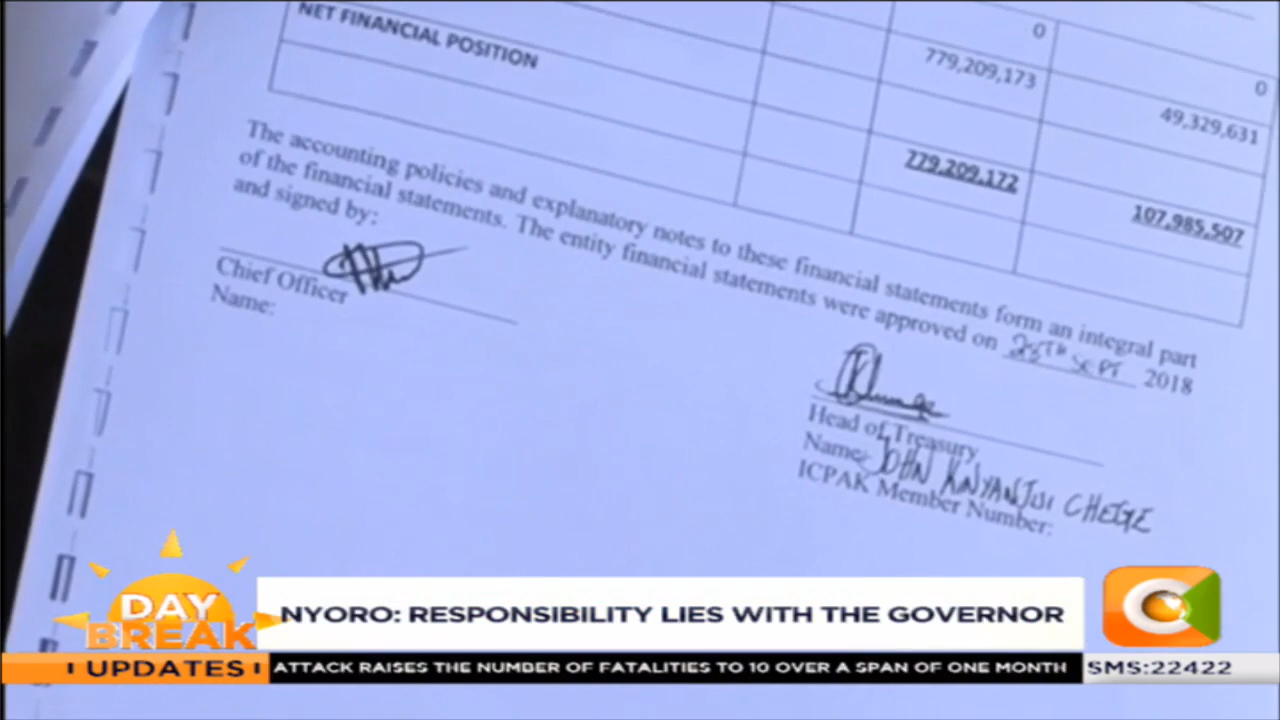 0
0
NET FINANCIAL POSITION
779,209,173
49,329,631
779,209,172
107,985,507
The accounting policies and explanatory notes to these financial statements form an integral part
of the financial statements. The entity financial statements were approved on 28TH SEPT 2018
and signed by:
Chief Officer
Name:
Head of Treasury
Name: JOHN KINYANJUI CHEGE
ICPAK Member Number:
DAY
BREAK
NYORO: RESPONSIBILITY LIES WITH THE GOVERNOR
UPDATES
ATTACK RAISES THE NUMBER OF FATALITIES TO 10 OVER A SPAN OF ONE MONTH
SMS:22422